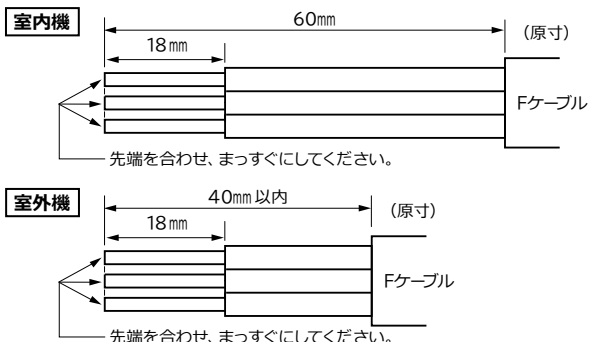 室内機
60㎜
(原寸)
18㎜
Fケーブル
先端を合わせ、まっすぐにしてください。
室外機
40㎜以内
(原寸)
18㎜
Fケーブル
先端を合わせ、まっすぐにしてください。